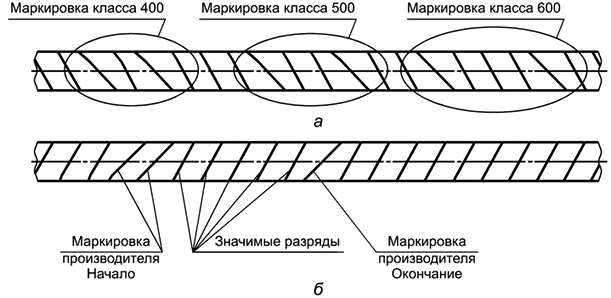 Маркировка класса 400
Маркировка класса 500
Маркировка класса 600
а
Маркировка
производителя
Начало
Значимые разряды
Маркировка
производителя
Окончание
б